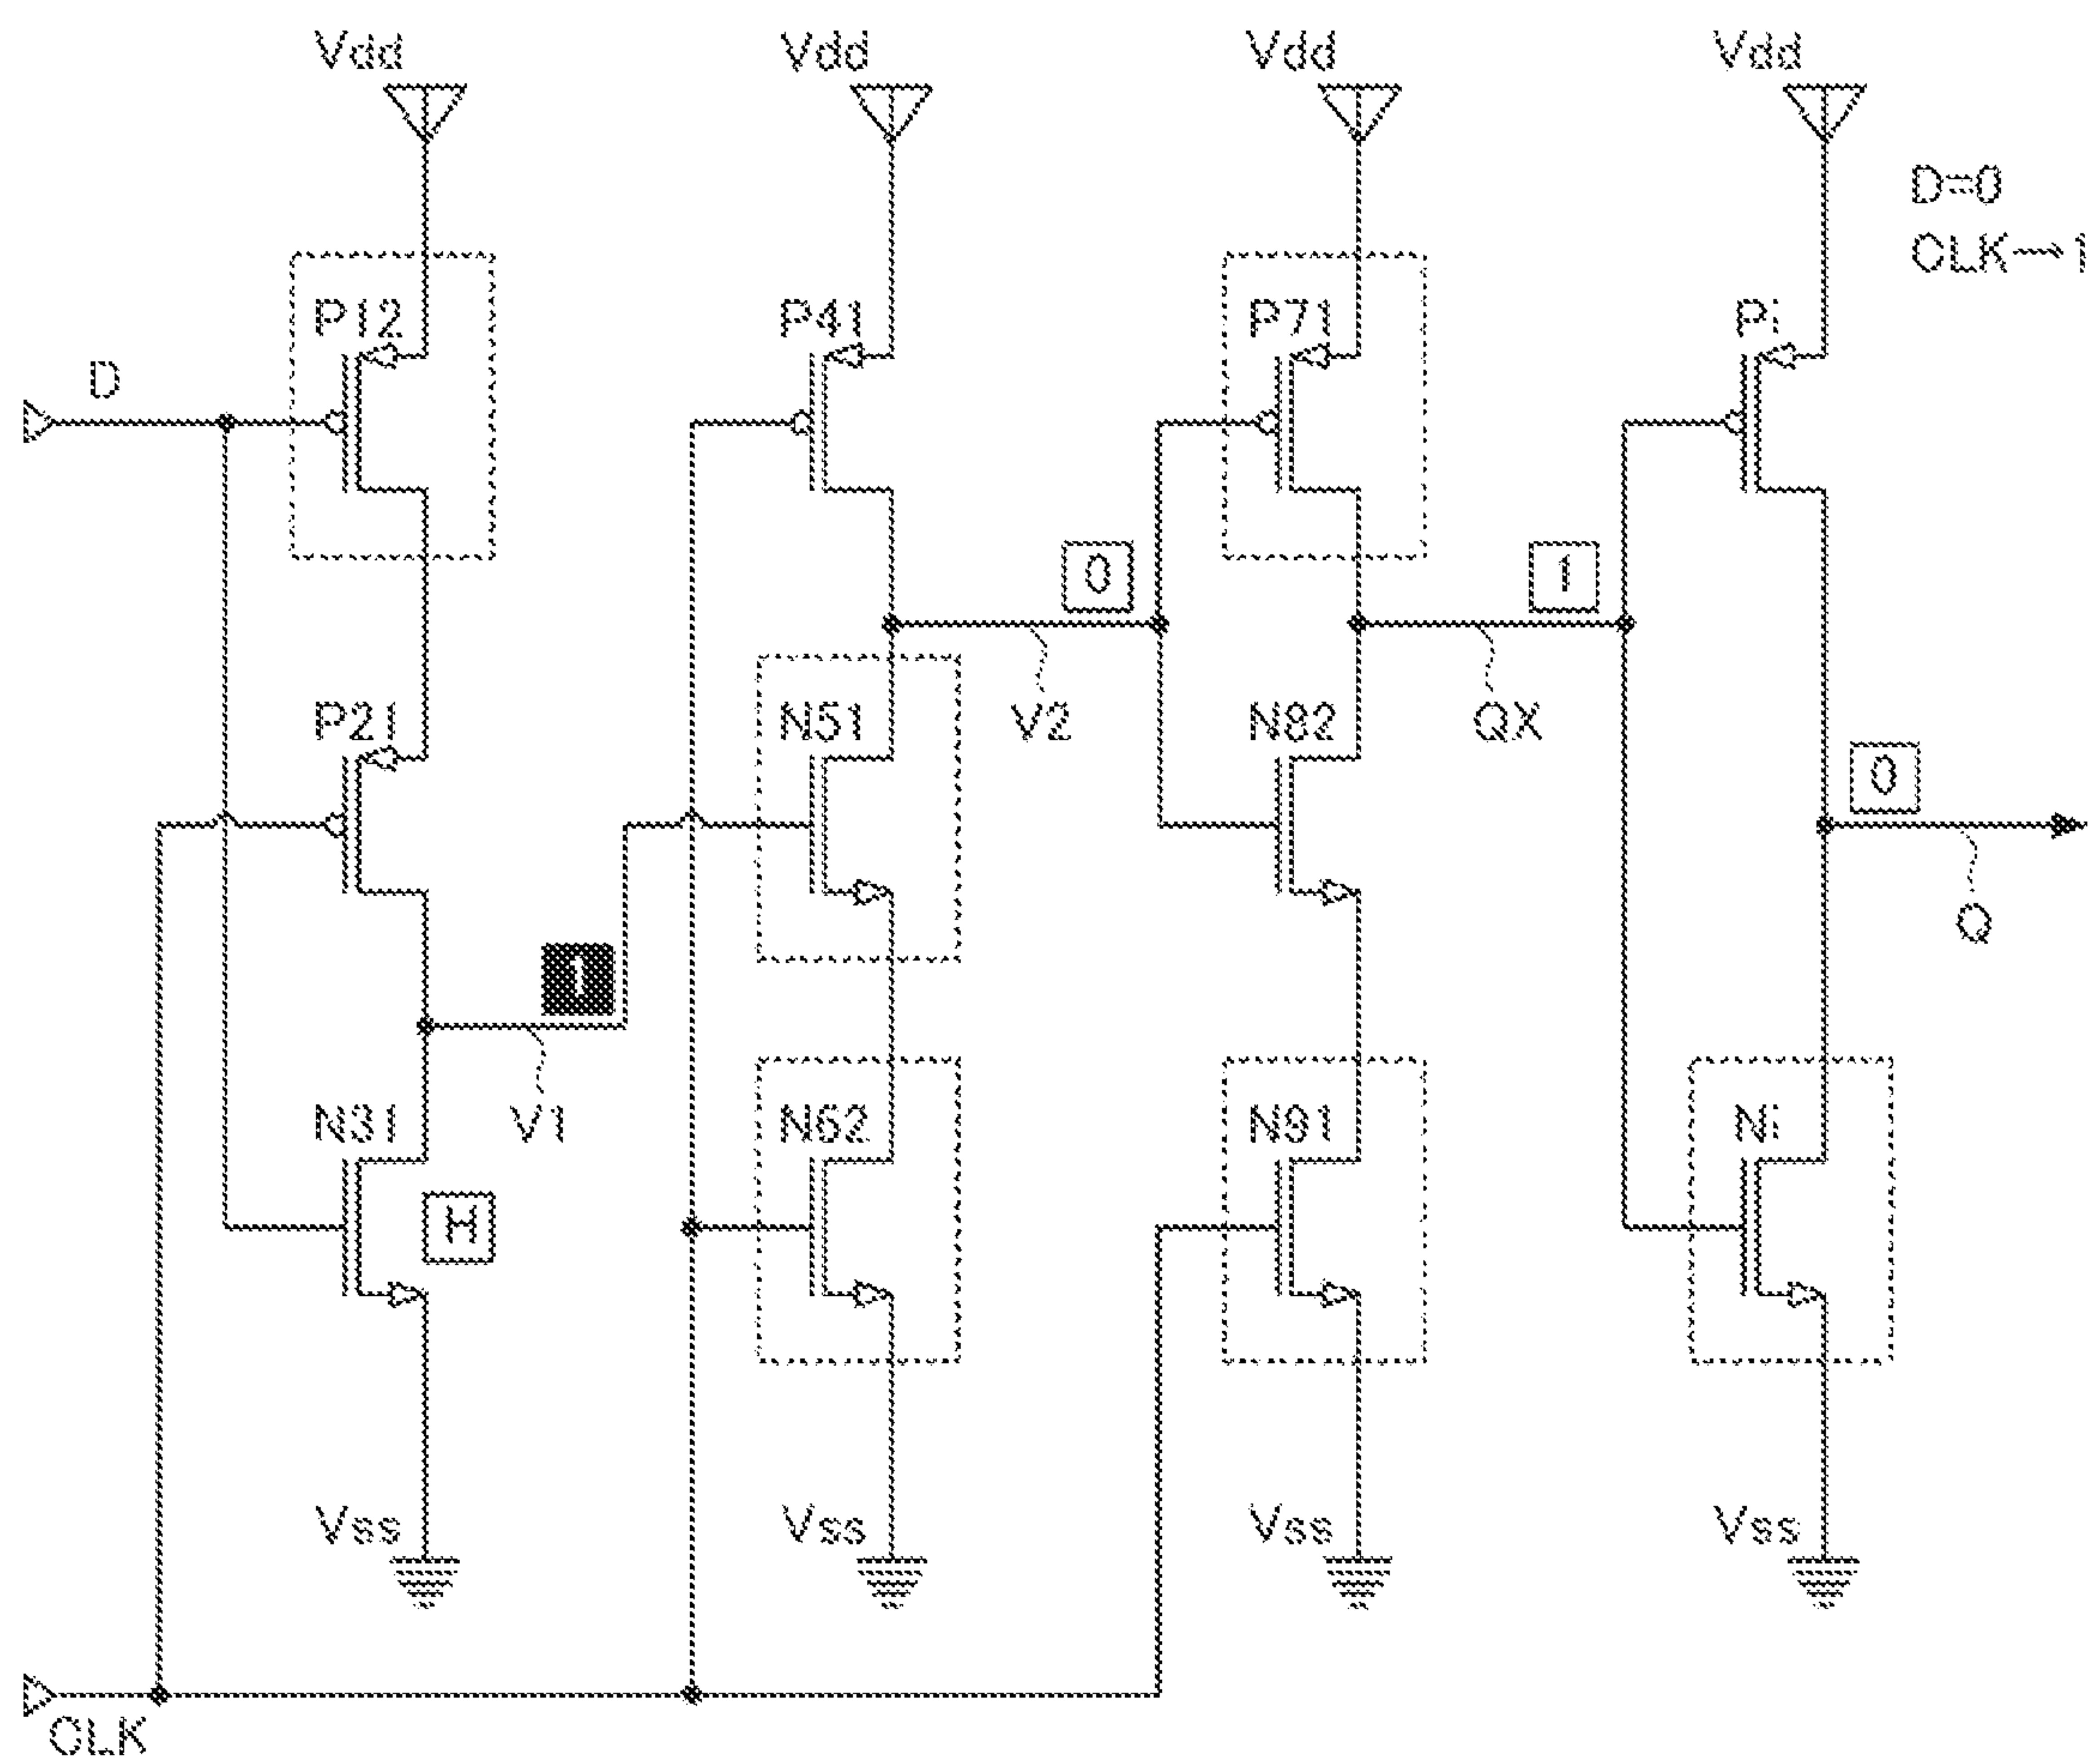 Vdd Vdd Vdd Vdd
D=0
CLK→1
P12 P41 P71 Pi
D
0 1
P21 N51 V2 N82 QX
0
Q
1
N31 V1 N62 N91 Ni
H
Vss Vss Vss Vss
CLK